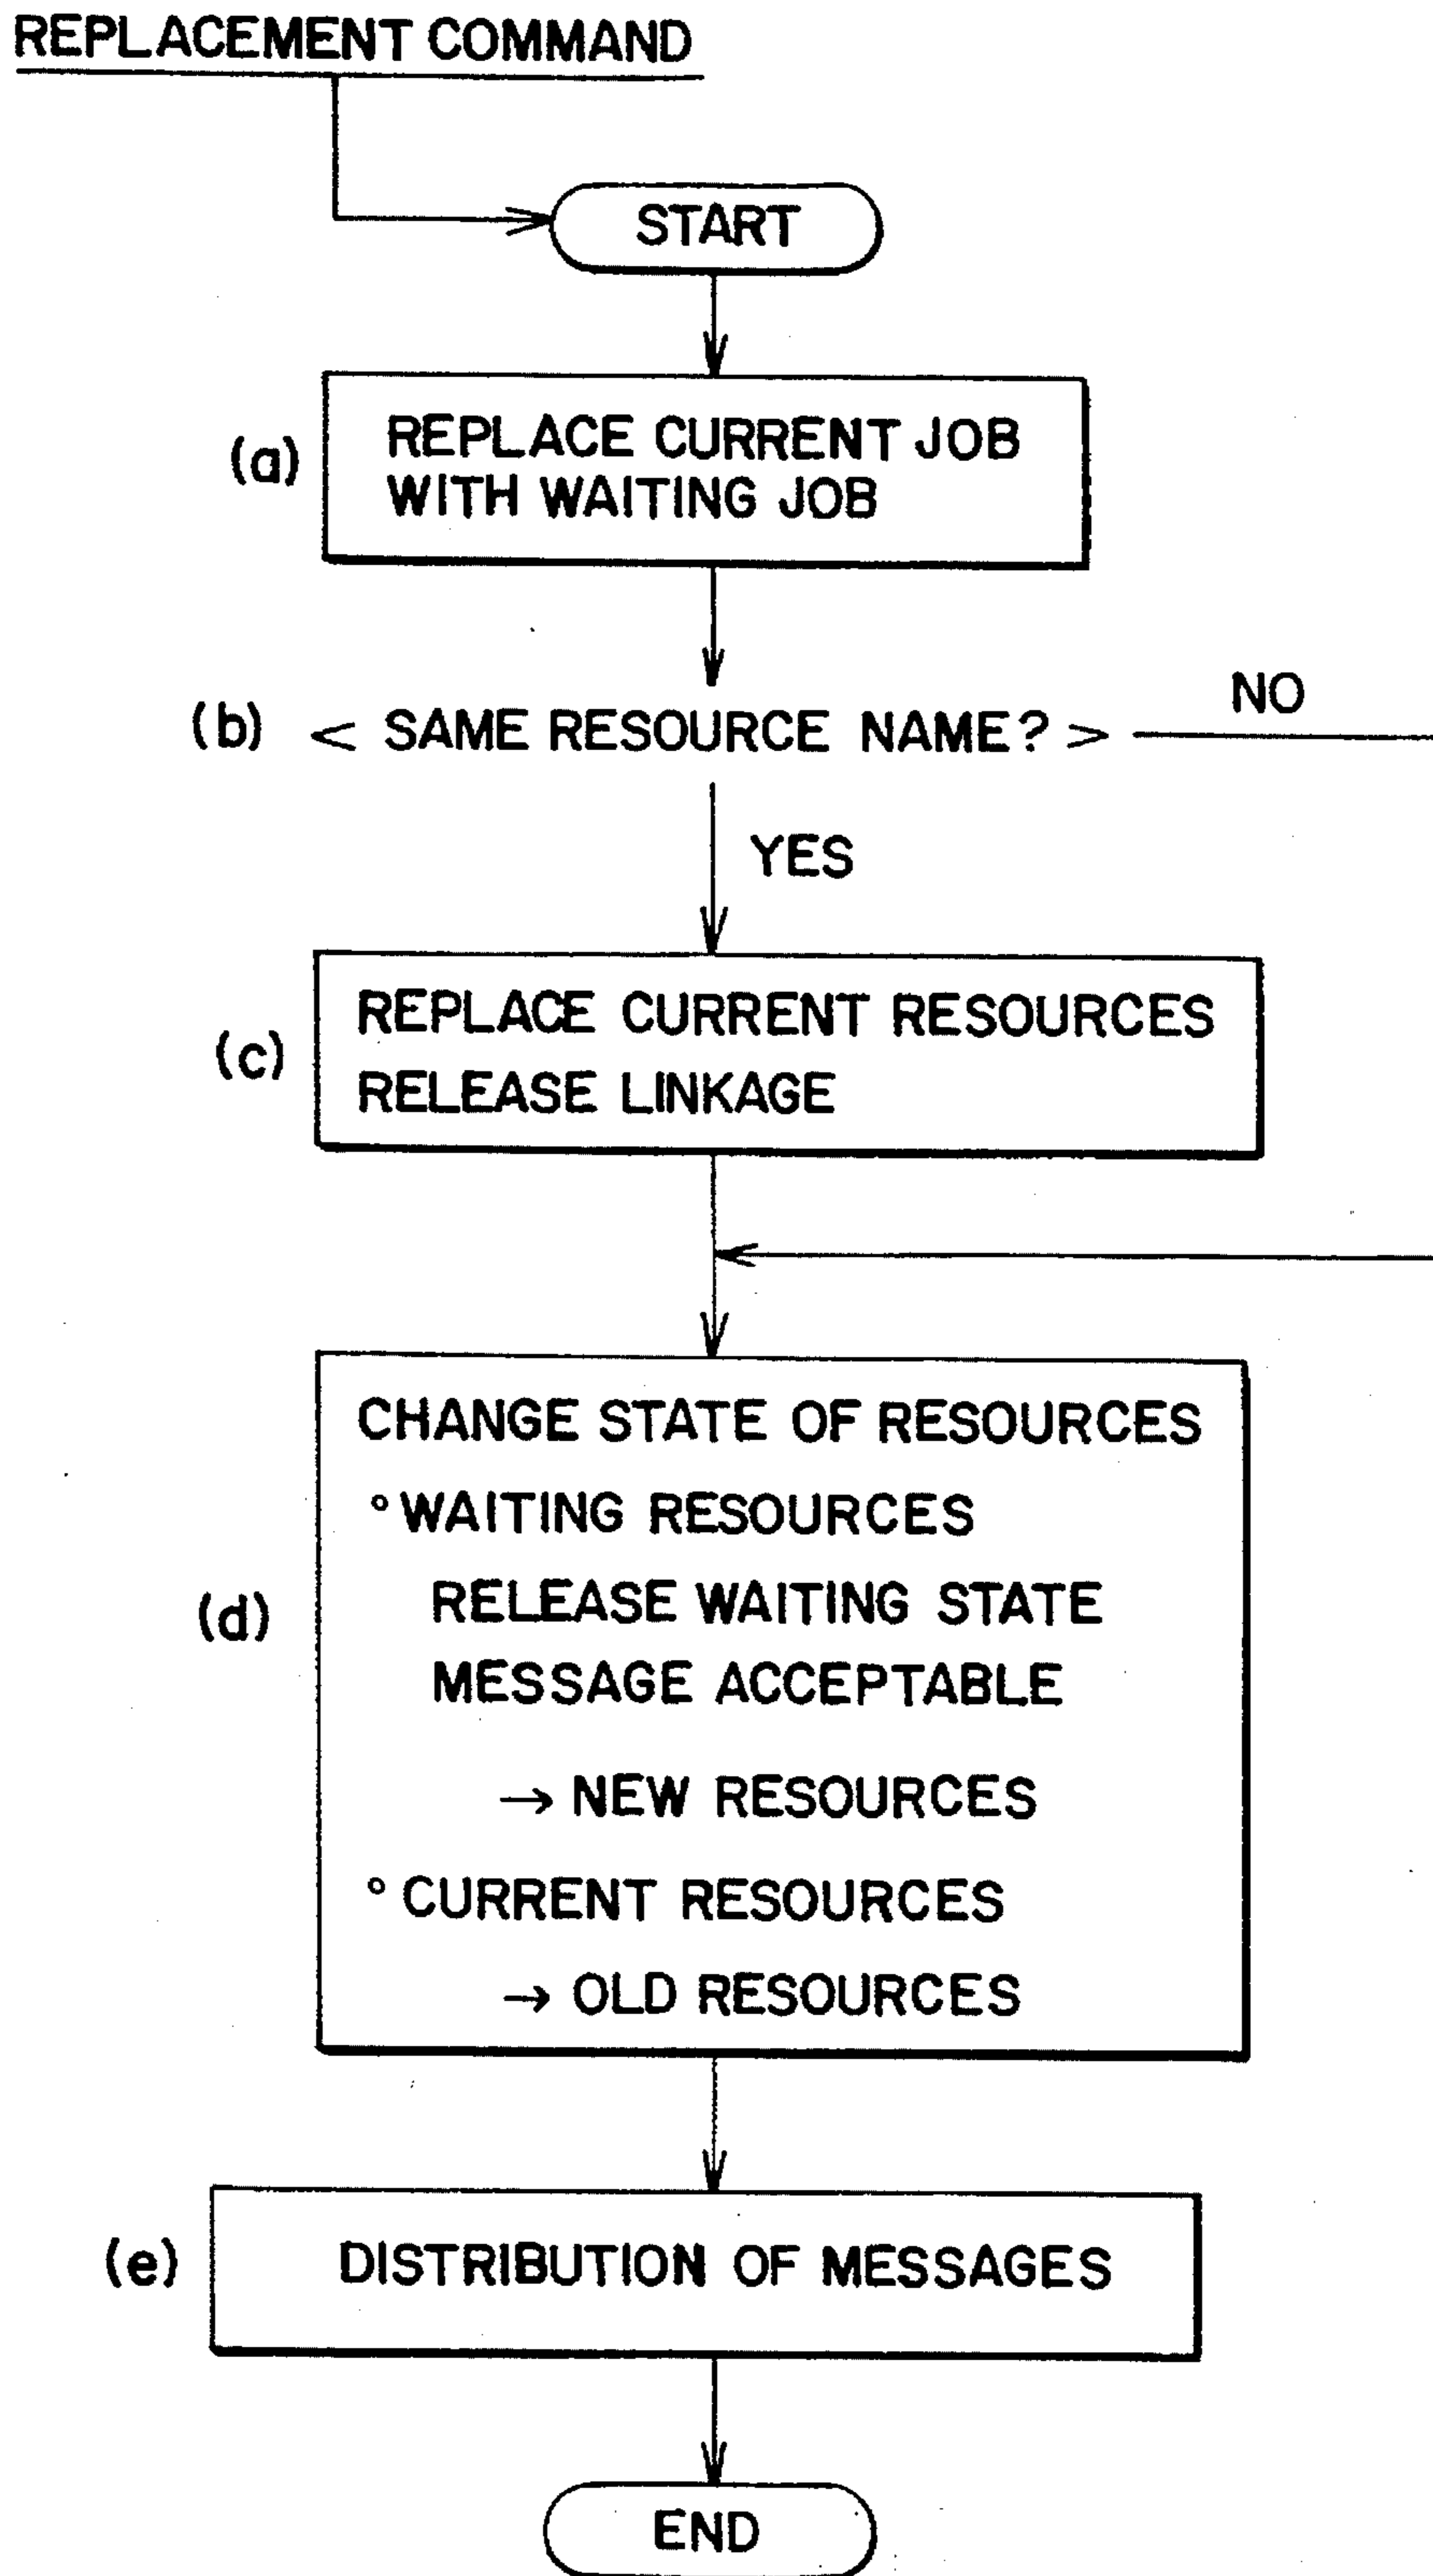 REPLACEMENT COMMAND
START
(a)
REPLACE CURRENT JOB
WITH WAITING JOB
(b) < SAME RESOURCE NAME? >
NO
YES
(c)
REPLACE CURRENT RESOURCES
RELEASE LINKAGE
(d)
CHANGE STATE OF RESOURCES
° WAITING RESOURCES
RELEASE WAITING STATE
MESSAGE ACCEPTABLE
→ NEW RESOURCES
° CURRENT RESOURCES
→ OLD RESOURCES
(e) DISTRIBUTION OF MESSAGES
END